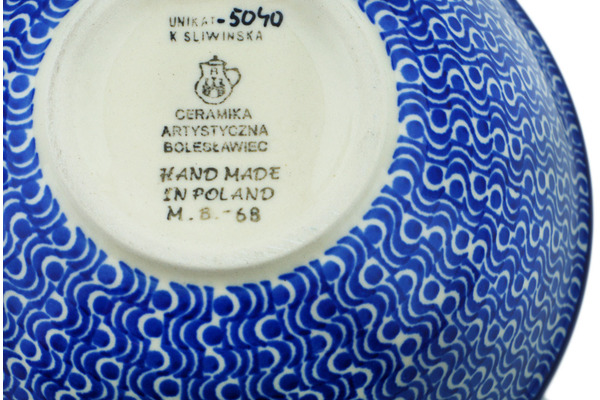 UNIKAT-5040
K SLIWINSKA
CERAMIKA
ARTYSTYCZNA
BOLESŁAWIEC
HAND MADE
IN POLAND
M. B.-68